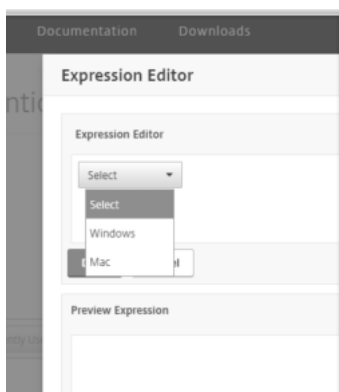 Documentation Downloads
Expression Editor
Expression Editor
Select
Select
Windows
Mac
Preview Expression